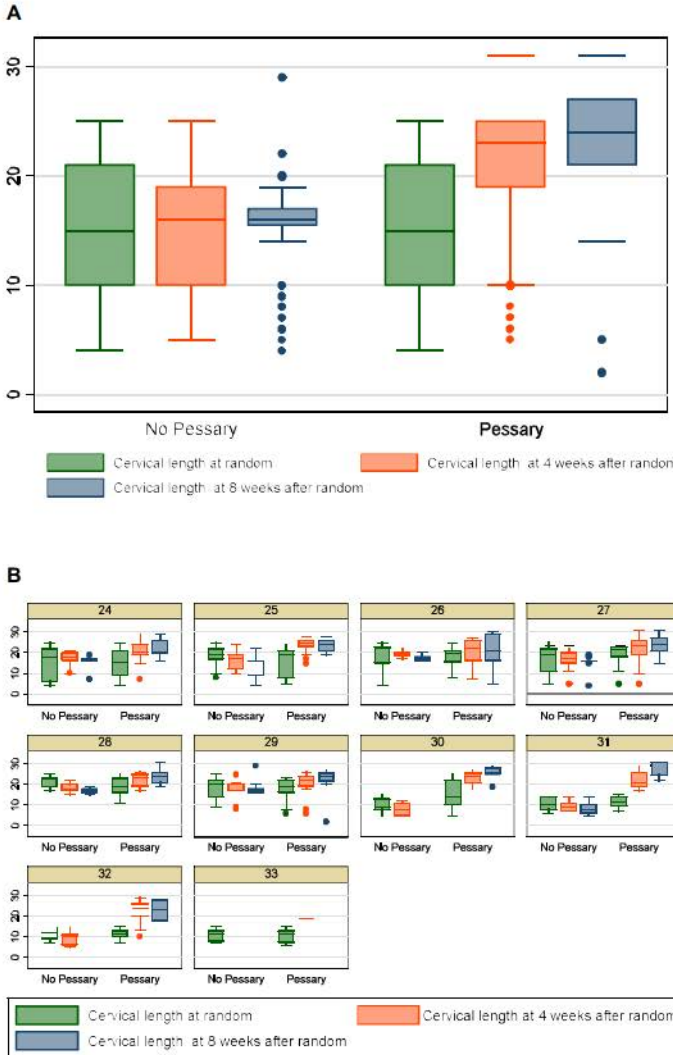 A
30
20
10
0
No Pessary Pessary
Cervical length at random Cervical length at 4 weeks after random
Cervical length at 8 weeks after random
B
24 25 26 27
30
20
10
0
No Pessary Pessary No Pessary Pessary No Pessary Pessary No Pessary Pessary
28 29 30 31
30
20
10
0
No Pessary Pessary No Pessary Pessary No Pessary Pessary No Pessary Pessary
32 33
30
20
10
0
No Pessary Pessary No Pessary Pessary
Cervical length at random Cervical length at 4 weeks after random
Cervical length at 8 weeks after random